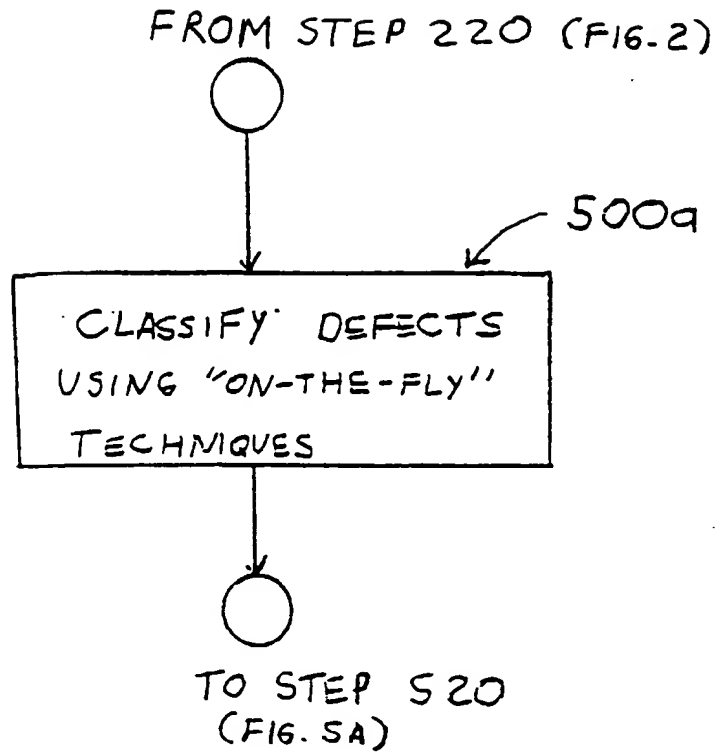 FROM STEP 220 (FIG. 2)
500a
CLASSIFY DEFECTS
USING "ON-THE-FLY"
TECHNIQUES
TO STEP 520
(FIG. 5A)